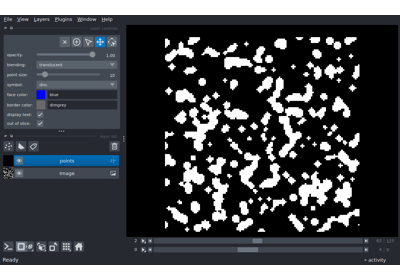 File View Layers Plugins Window Help
opacity: 1.00
blending: translucent
point size: 10
symbol: disc
face color: blue
border color: dimgrey
display text:
out of slice:
points
Image
2
0
Ready
activity